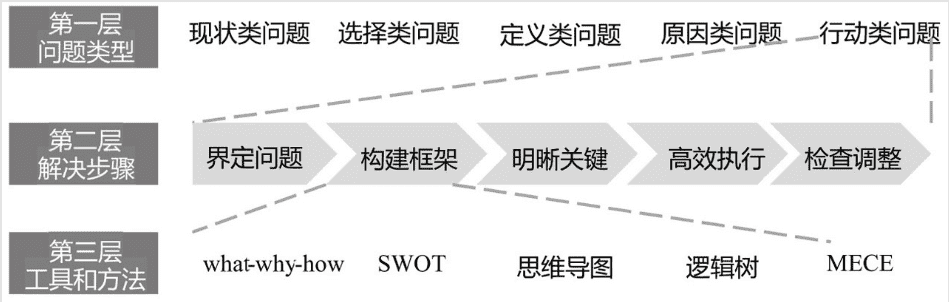 第一层
问题类型
现状类问题 选择类问题 定义类问题 原因类问题 行动类问题
第二层
解决步骤
界定问题 构建框架 明晰关键 高效执行 检查调整
第三层
工具和方法
what-why-how SWOT 思维导图 逻辑树 MECE